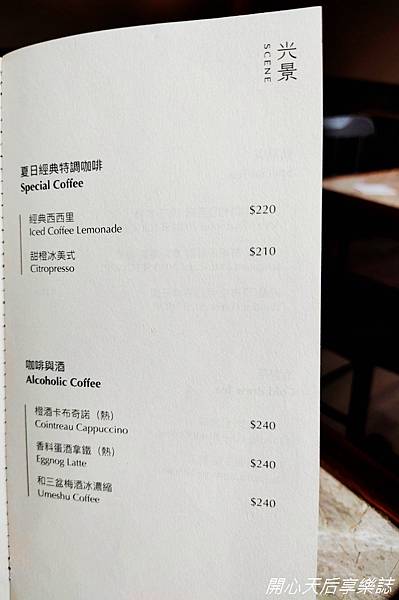 光景
SCENE
夏日經典特調咖啡
Special Coffee
經典西西里 $220
Iced Coffee Lemonade
甜橙冰美式 $210
Citropresso
咖啡與酒
Alcoholic Coffee
橙酒卡布奇諾（熱） $240
Cointreau Cappuccino
香料蛋酒拿鐵（熱） $240
Eggnog Latte
和三盆梅酒冰濃縮 $240
Umeshu Coffee
開心天后享樂誌